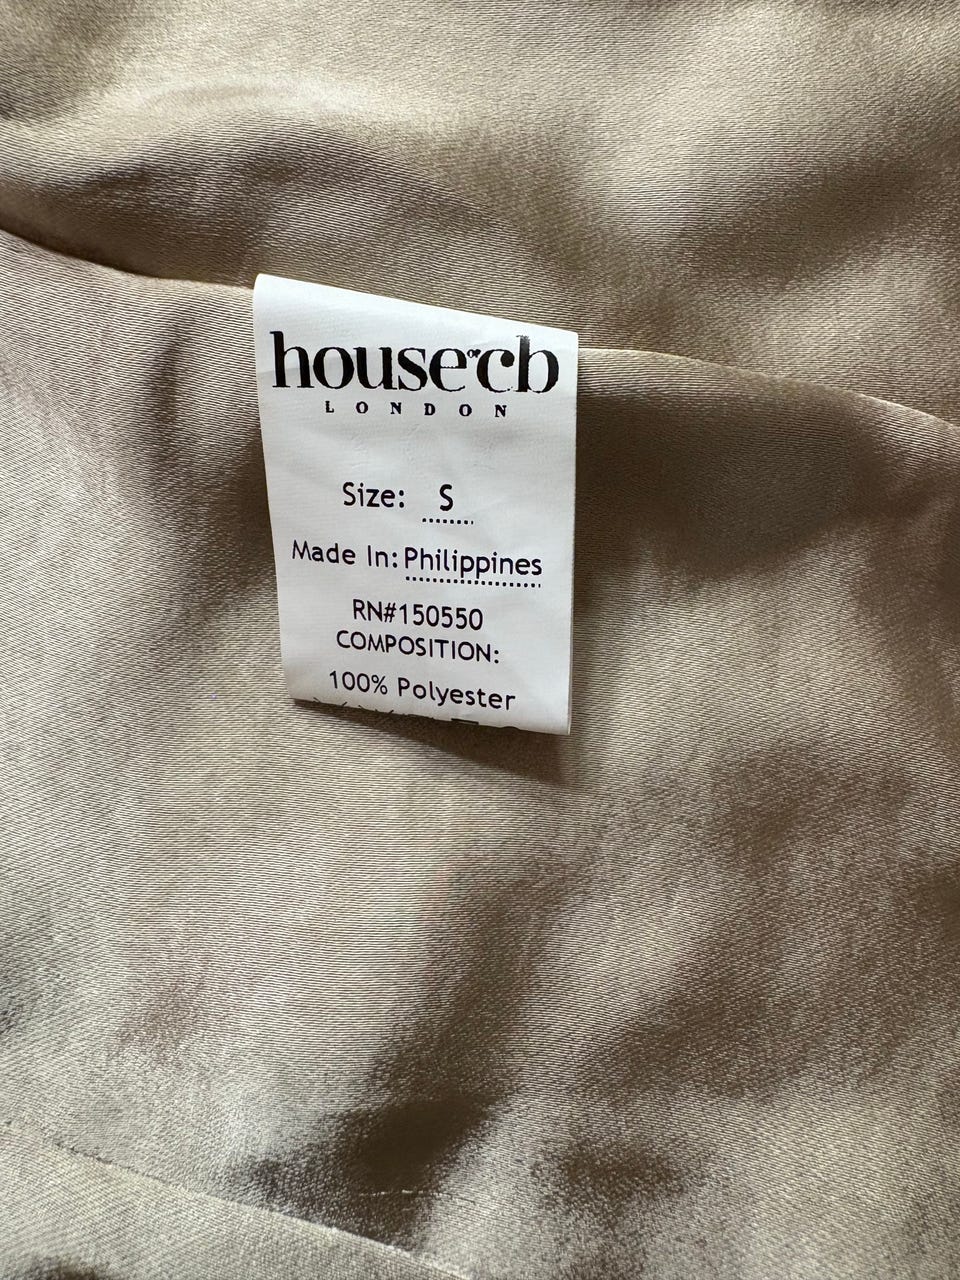 house OF cb
LONDON
Size: S
Made In: Philippines
RN#150550
COMPOSITION:
100% Polyester